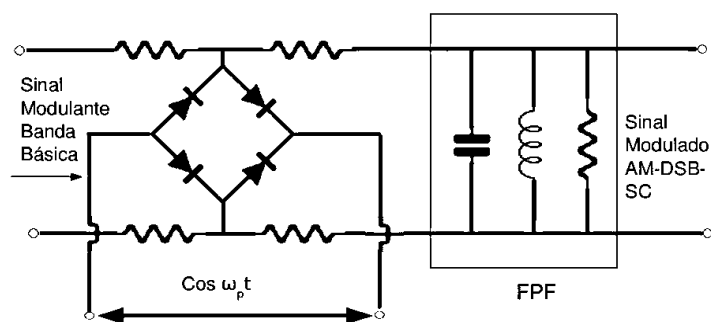 Sinal
Modulante
Banda
Básica
Sinal
Modulado
AM-DSB-
SC
Cos ωpt
FPF